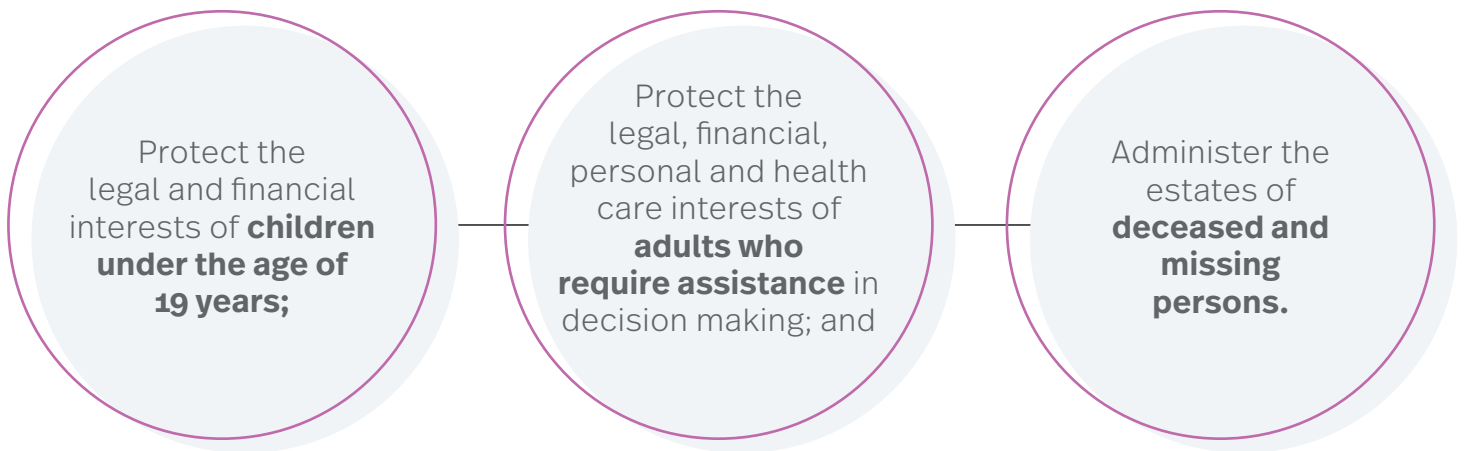 Protect the
legal and financial
interests of children
under the age of
19 years;
Protect the
legal, financial,
personal and health
care interests of
adults who
require assistance in
decision making; and
Administer the
estates of
deceased and
missing
persons.